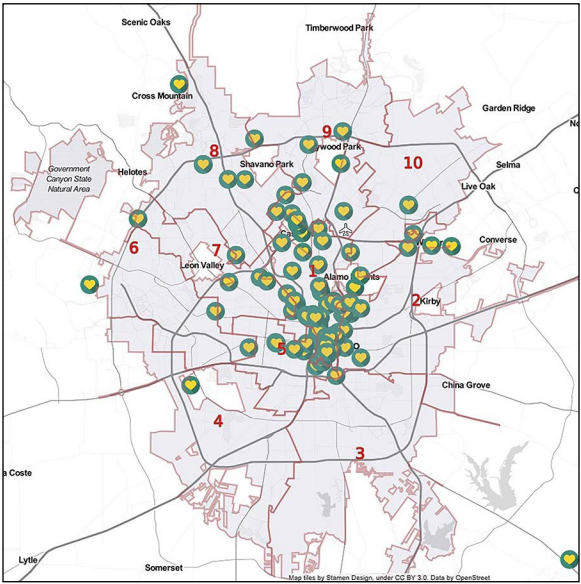 Scenic Oaks
Timberwood Park
Cross Mountain
Garden Ridge
9
ywood Park
8
Shavano Park
10
Selma
Government
Canyon State
Natural Area
Helotes
Live Oak
Converse
6
7
Leon Valley
1
Alamo
2
Kirby
5
O
China Grove
4
3
a Coste
Lytle
Somerset
Map tiles by Stamen Design, under CC BY 3.0. Data by OpenStreet